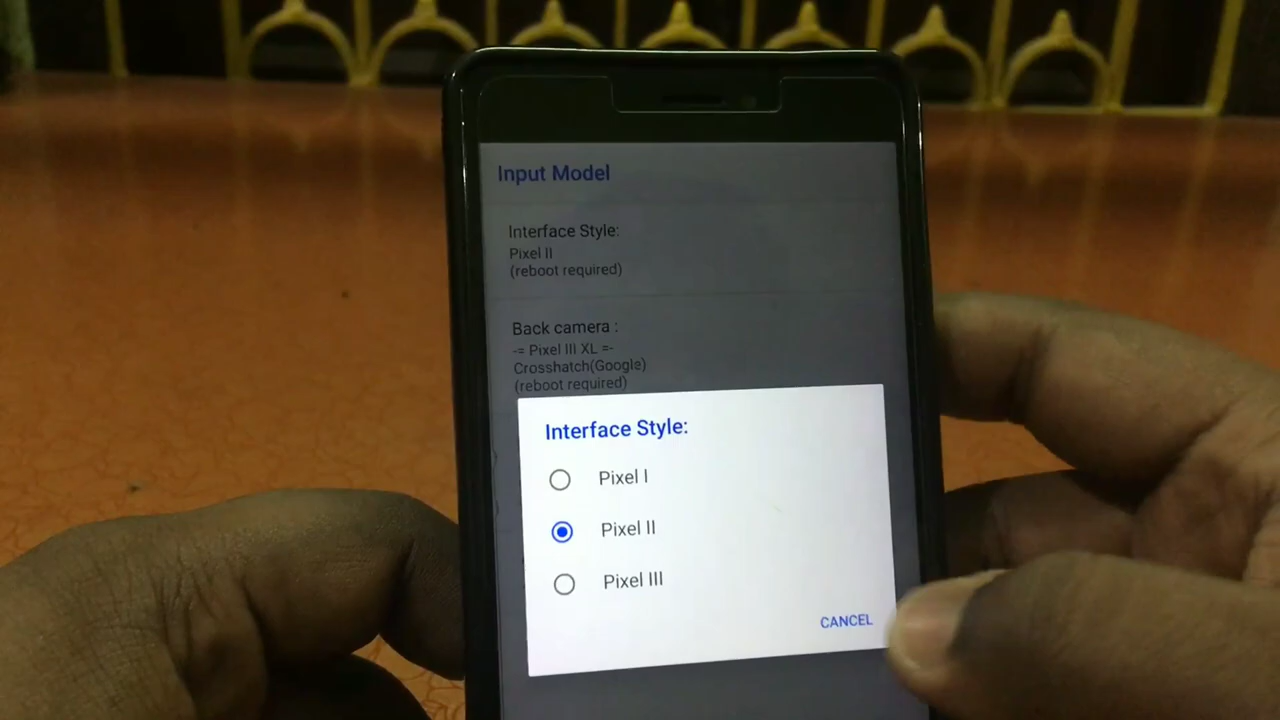 Input Model
Interface Style:
Pixel II
(reboot required)
Back camera :
-= Pixel III XL =-
Crosshatch(Google)
(reboot required)
Interface Style:
Pixel I
Pixel II
Pixel III
CANCEL